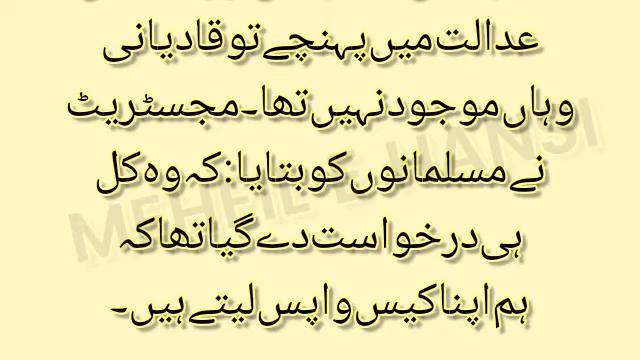 عدالت میں پہنچے تو قادیانی
وہاں موجود نہیں تھا۔ مجسٹریٹ
نے مسلمانوں کو بتایا: کہ وہ کل
ہی درخواست دے گیا تھا کہ
ہم اپنا کیس واپس لیتے ہیں۔
MEHFIL E HANSI